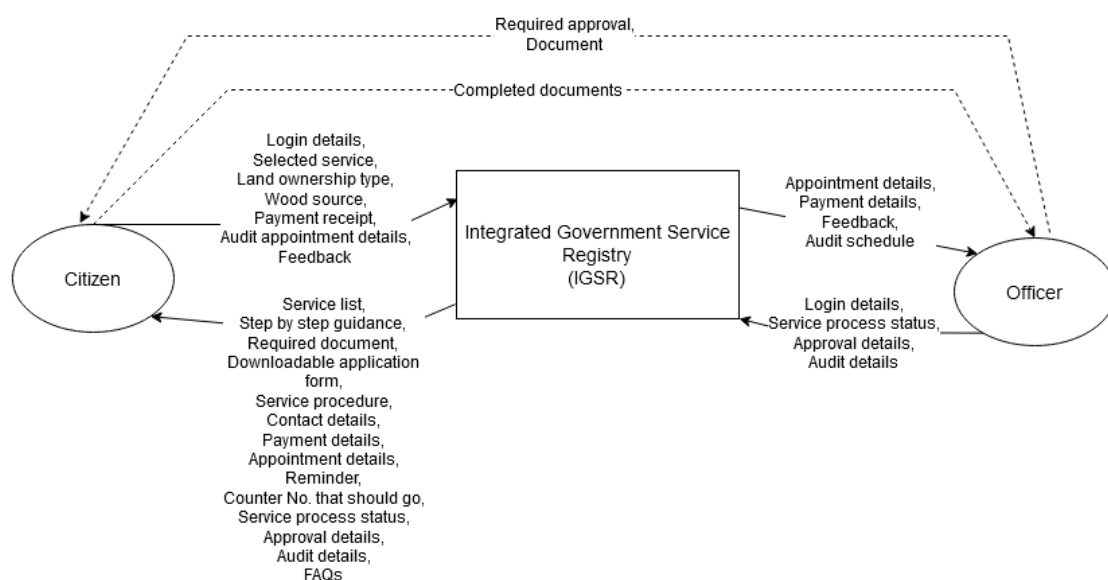 Required approval,
Document
Completed documents
Login details,
Selected service,
Land ownership type,
Wood source,
Payment receipt,
Audit appointment details,
Feedback
Integrated Government Service
Registry
(IGSR)
Appointment details,
Payment details,
Feedback,
Audit schedule
Citizen
Officer
Service list,
Step by step guidance,
Required document,
Downloadable application
form,
Service procedure,
Contact details,
Payment details,
Appointment details,
Reminder,
Counter No. that should go,
Service process status,
Approval details,
Audit details,
FAQs
Login details,
Service process status,
Approval details,
Audit details